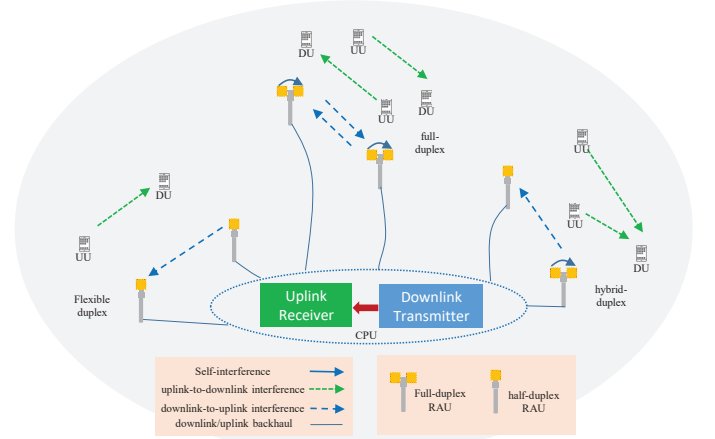 DU
UU
UU
DU
full-
duplex
UU
UU
DU
UU
DU
Flexible
duplex
hybrid-
duplex
Uplink
Receiver
Downlink
Transmitter
CPU
Self-interference
uplink-to-downlink interference
downlink-to-uplink interference
downlink/uplink backhaul
Full-duplex
RAU
half-duplex
RAU